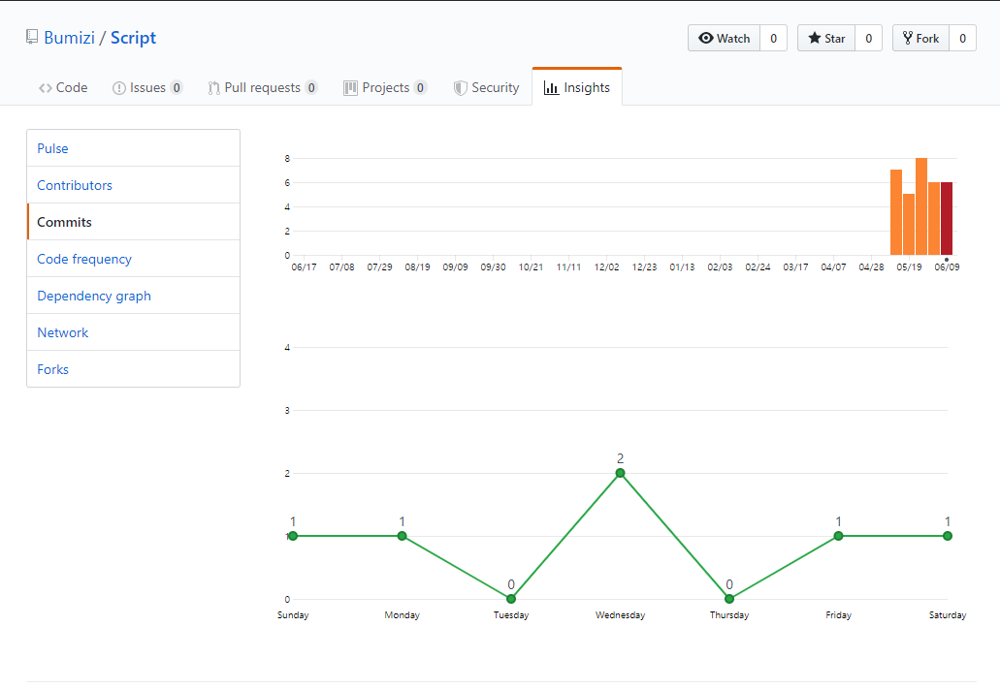 Bumizi / Script
Watch 0 Star 0 Fork 0
Code Issues 0 Pull requests 0 Projects 0 Security Insights
Pulse
Contributors
Commits
Code frequency
Dependency graph
Network
Forks
8
6
4
2
0
06/17 07/08 07/29 08/19 09/09 09/30 10/21 11/11 12/02 12/23 01/13 02/03 02/24 03/17 04/07 04/28 05/19 06/09
4
3
2
1
0
1 1 0 2 0 1 1
Sunday Monday Tuesday Wednesday Thursday Friday Saturday